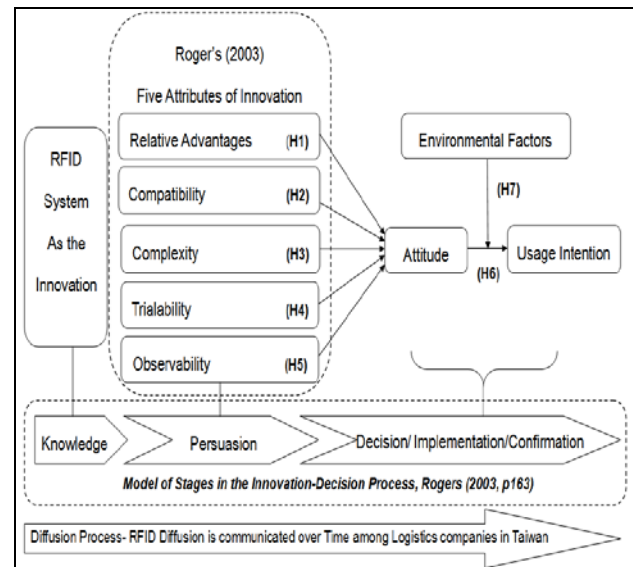 Roger's (2003)
Five Attributes of Innovation
RFID
System
As the
Innovation
Relative Advantages (H1)
Compatibility (H2)
Complexity (H3)
Trialability (H4)
Observability (H5)
Environmental Factors
(H7)
Attitude
(H6)
Usage Intention
Knowledge
Persuasion
Decision/ Implementation/Confirmation
Model of Stages in the Innovation-Decision Process, Rogers (2003, p163)
Diffusion Process- RFID Diffusion is communicated over Time among Logistics companies in Taiwan